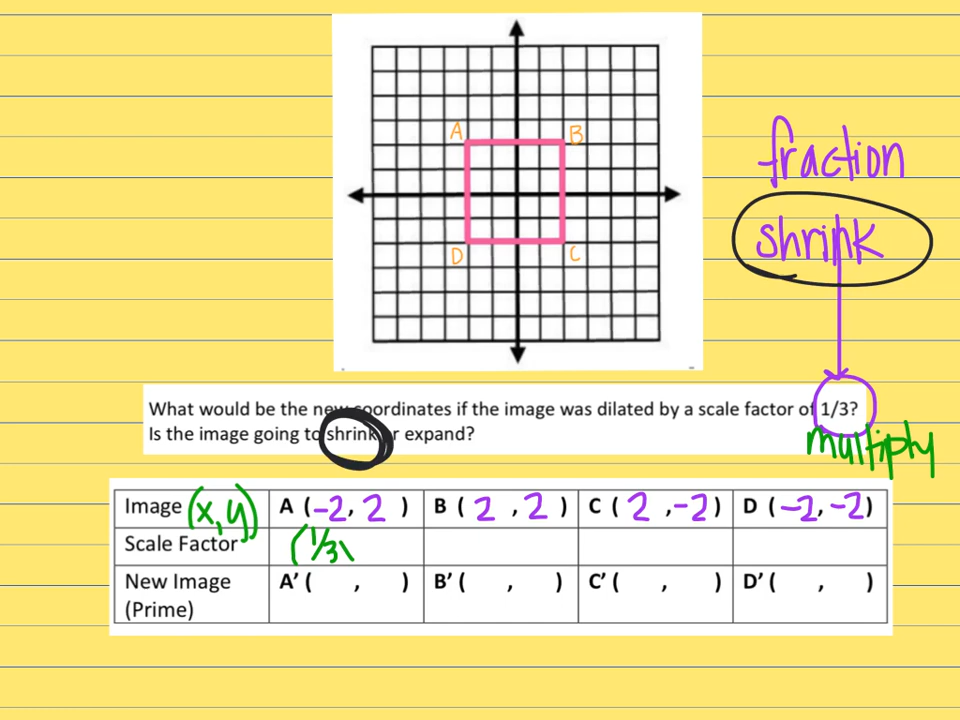 A B
D C
fraction
shrink
What would be the new coordinates if the image was dilated by a scale factor of 1/3?
Is the image going to shrink or expand?
multiply
Image (x, y) A (-2, 2 ) B ( 2 , 2 ) C ( 2 ,-2) D (-2, -2)
Scale Factor (1/3)
New Image A’ ( , ) B’ ( , ) C’ ( , ) D’ ( , )
(Prime)